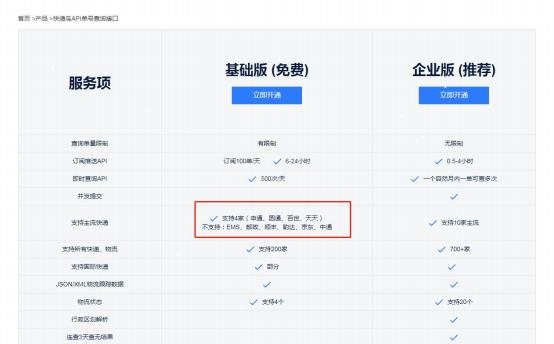 首页 >产品 >快递鸟API单号查询接口
服务项
基础版 (免费)
企业版 (推荐)
立即开通
立即开通
查询单量限制
有限制
无限制
订阅推送API
订阅100单/天
6-24小时
0.5-4小时
即时查询API
500次/天
一个自然月内一单可查多次
并发提交
支持主流快递
支持4家（申通、圆通、百世、天天）
不支持：EMS、邮政、顺丰、韵达、京东、中通
支持10家主流
支持所有快递、物流
支持200家
700+家
支持国际快递
部分
JSON/XML物流跟踪数据
物流状态
支持4个
支持20个
行政区划解析
连查3天查无结果